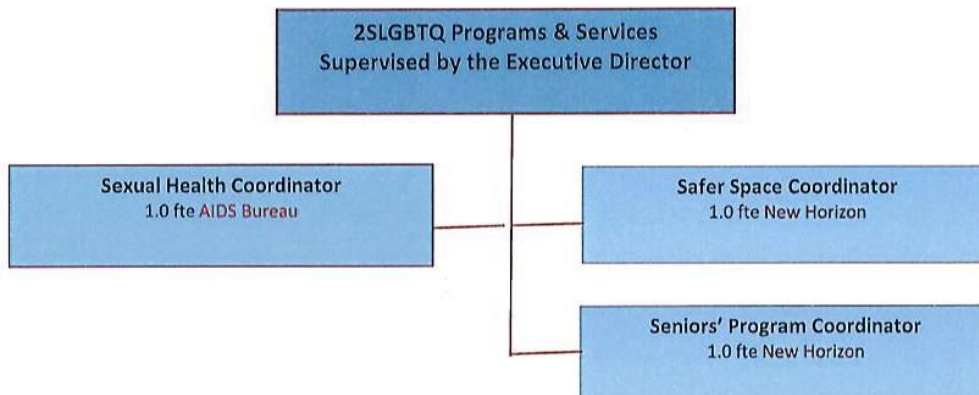 2SLGBTQ Programs & Services
Supervised by the Executive Director
Sexual Health Coordinator
1.0 fte AIDS Bureau
Safer Space Coordinator
1.0 fte New Horizon
Seniors' Program Coordinator
1.0 fte New Horizon